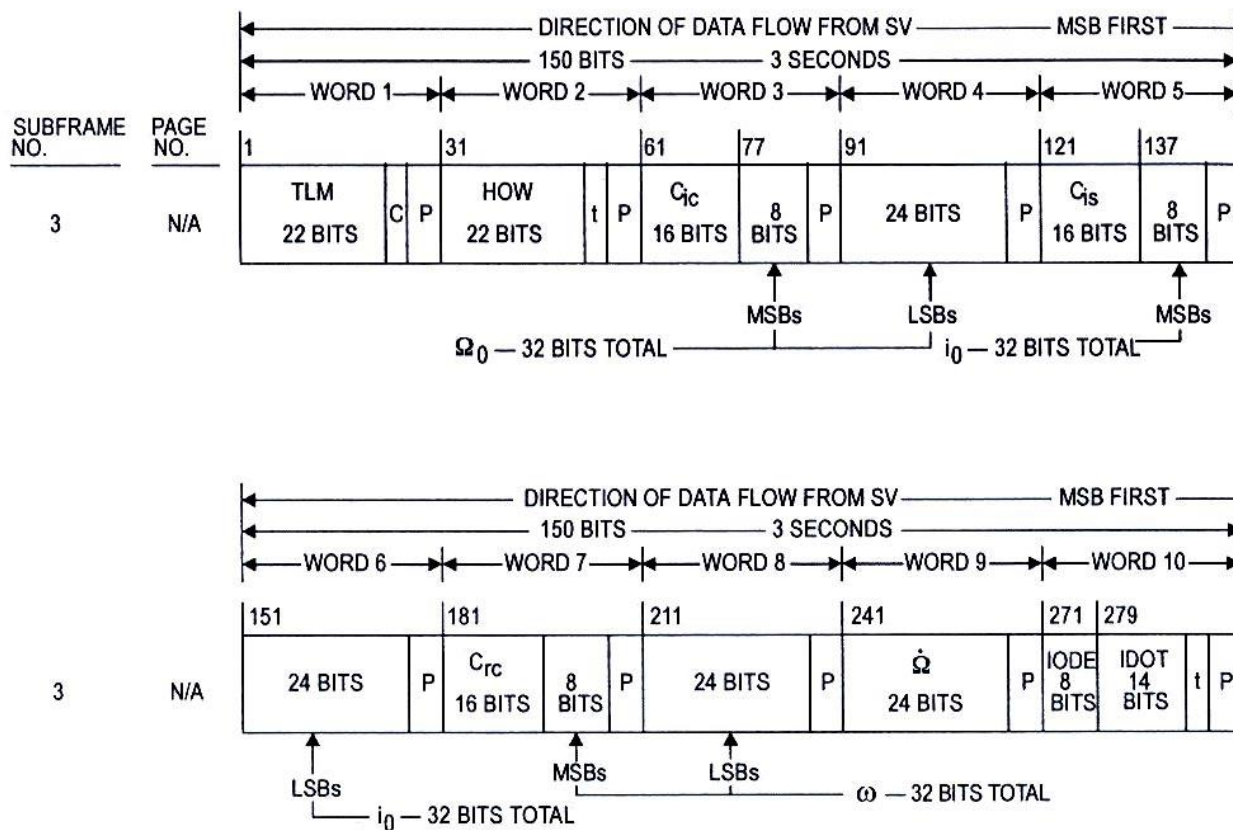 DIRECTION OF DATA FLOW FROM SV MSB FIRST
150 BITS 3 SECONDS
WORD 1 WORD 2 WORD 3 WORD 4 WORD 5
SUBFRAME NO. PAGE NO.
1 31 61 77 91 121 137
3 N/A
TLM 22 BITS C P HOW 22 BITS t P Cic 16 BITS 8 BITS P 24 BITS P Cis 16 BITS 8 BITS P
MSBs LSBs MSBs
Ω0 — 32 BITS TOTAL i0 — 32 BITS TOTAL
DIRECTION OF DATA FLOW FROM SV MSB FIRST
150 BITS 3 SECONDS
WORD 6 WORD 7 WORD 8 WORD 9 WORD 10
151 181 211 241 271 279
3 N/A
24 BITS P Crc 16 BITS 8 BITS P 24 BITS P Ω̇ 24 BITS P IODE 8 BITS IDOT 14 BITS t P
LSBs MSBs LSBs
i0 — 32 BITS TOTAL ω — 32 BITS TOTAL